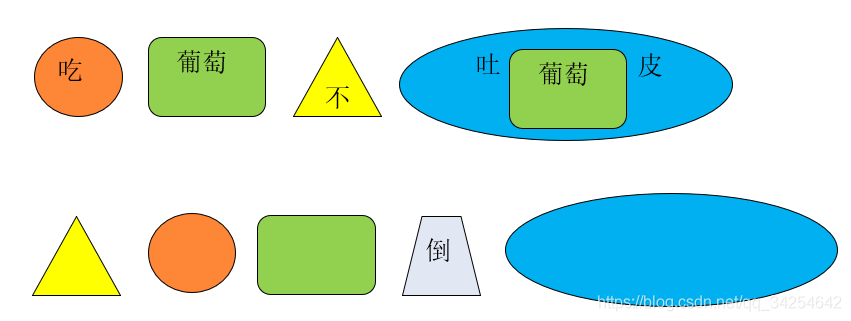 吃 葡萄 不 吐 葡萄 皮
倒
https://blog.csdn.net/qq_34254642